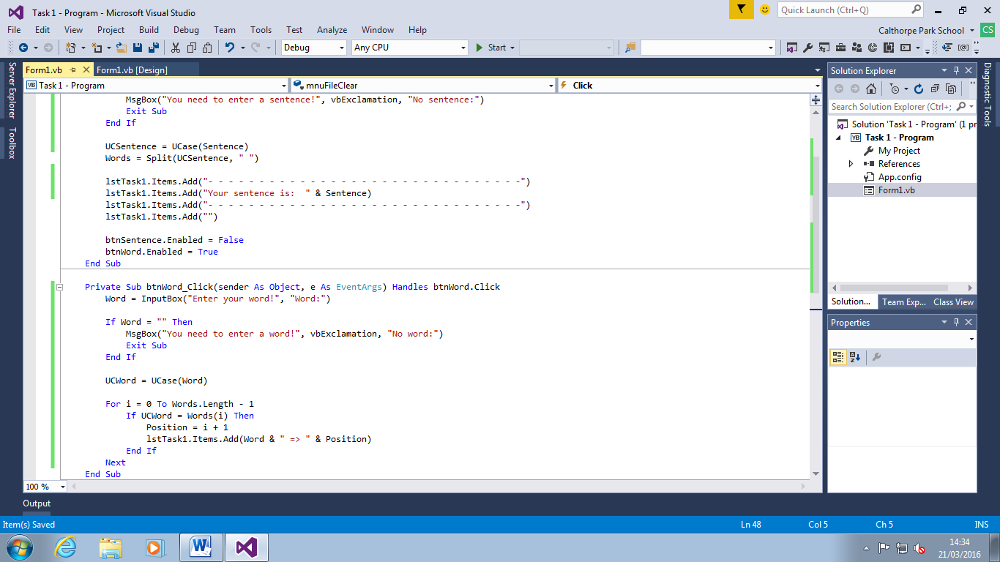 Task 1 - Program - Microsoft Visual Studio
Quick Launch (Ctrl+Q)
File Edit View Project Build Debug Team Tools Test Analyze Window Help
Calthorpe Park School CS
Debug Any CPU Start
Server Explorer
Toolbox
Form1.vb Form1.vb [Design]
VB Task 1 - Program mnuFileClear Click
MsgBox("You need to enter a sentence!", vbExclamation, "No sentence:")
Exit Sub
End If
UCSentence = UCase(Sentence)
Words = Split(UCSentence, " ")
lstTask1.Items.Add("- - - - - - - - - - - - - - - - - - - - - - - - - - - - - - -")
lstTask1.Items.Add("Your sentence is:  " & Sentence)
lstTask1.Items.Add("- - - - - - - - - - - - - - - - - - - - - - - - - - - - - - -")
lstTask1.Items.Add("")
btnSentence.Enabled = False
btnWord.Enabled = True
End Sub
Private Sub btnWord_Click(sender As Object, e As EventArgs) Handles btnWord.Click
Word = InputBox("Enter your word!", "Word:")
If Word = "" Then
MsgBox("You need to enter a word!", vbExclamation, "No word:")
Exit Sub
End If
UCWord = UCase(Word)
For i = 0 To Words.Length - 1
If UCWord = Words(i) Then
Position = i + 1
lstTask1.Items.Add(Word & " => " & Position)
End If
Next
End Sub
100 %
Solution Explorer
Search Solution Explorer (Ctrl+;
Solution 'Task 1 - Program' (1 pr
VB Task 1 - Program
My Project
References
App.config
Form1.vb
Solution... Team Exp... Class View
Properties
Diagnostic Tools
Output
Item(s) Saved Ln 48 Col 5 Ch 5 INS
14:34
21/03/2016